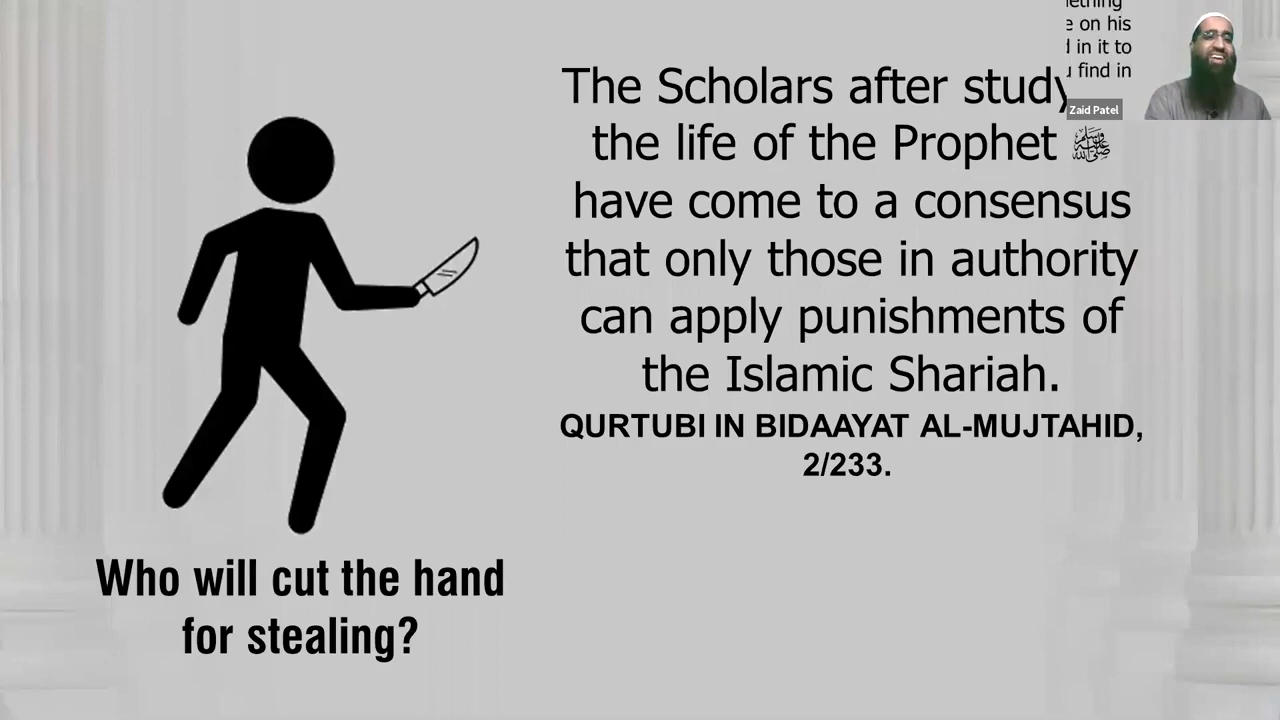 The Scholars after study
the life of the Prophet ﷺ
have come to a consensus
that only those in authority
can apply punishments of
the Islamic Shariah.
QURTUBI IN BIDAAYAT AL-MUJTAHID,
2/233.
Who will cut the hand
for stealing?
e on his
in it to
find in
Zaid Patel